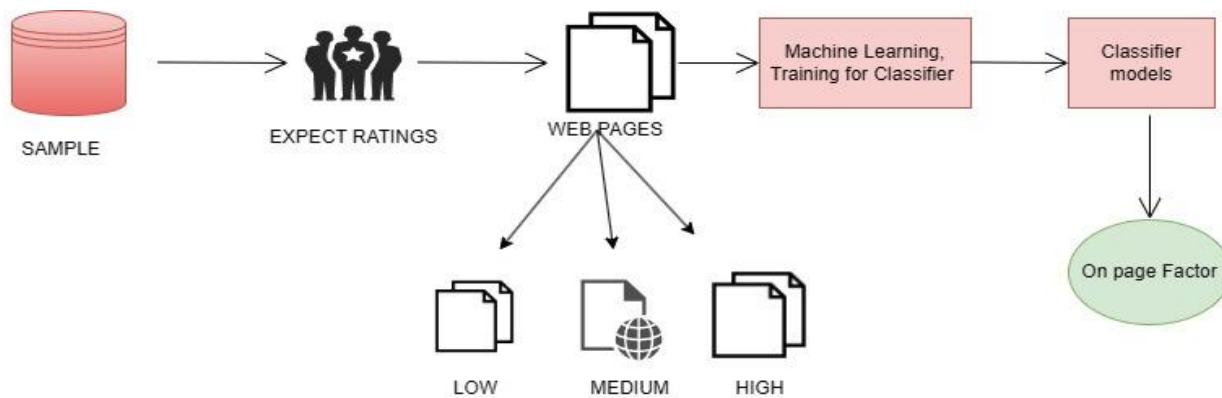 SAMPLE
EXPECT RATINGS
WEB PAGES
Machine Learning,
Training for Classifier
Classifier
models
On page Factor
LOW
MEDIUM
HIGH